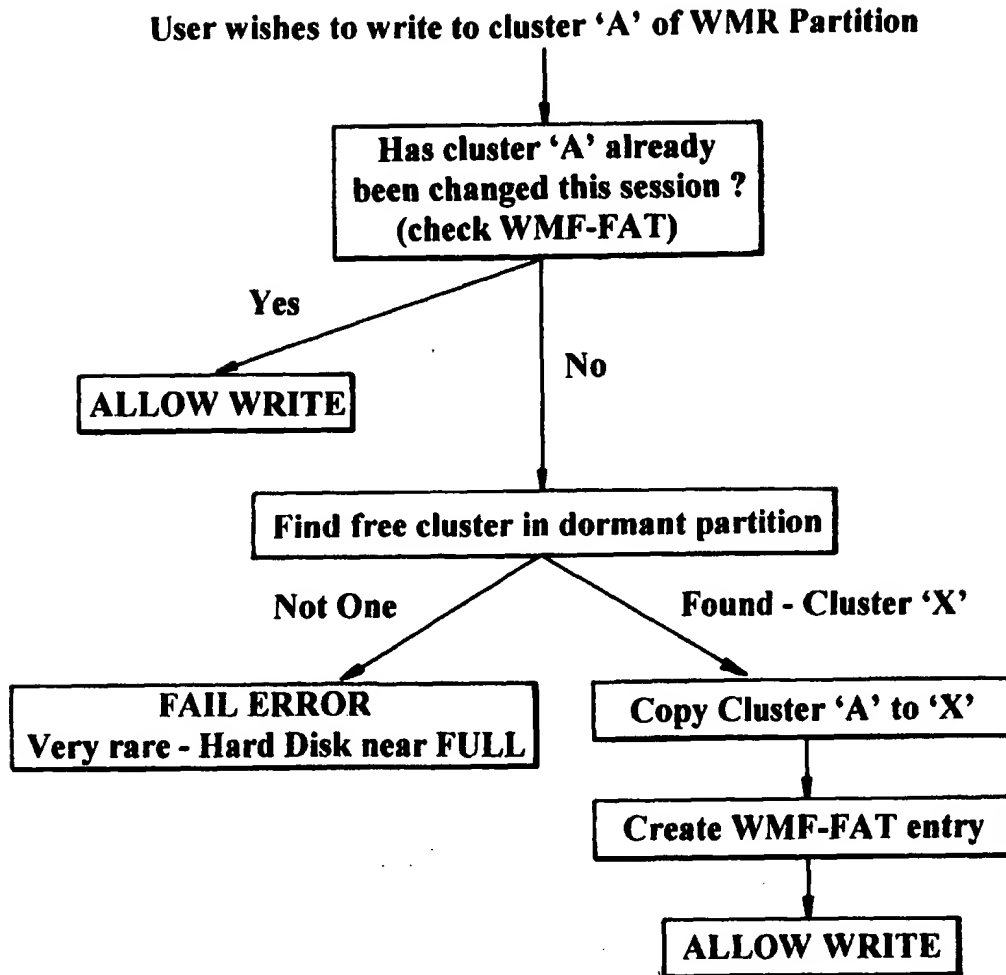 User wishes to write to cluster ‘A’ of WMR Partition
Has cluster ‘A’ already
been changed this session ?
(check WMF-FAT)
Yes
No
ALLOW WRITE
Find free cluster in dormant partition
Not One
Found - Cluster ‘X’
FAIL ERROR
Very rare - Hard Disk near FULL
Copy Cluster ‘A’ to ‘X’
Create WMF-FAT entry
ALLOW WRITE